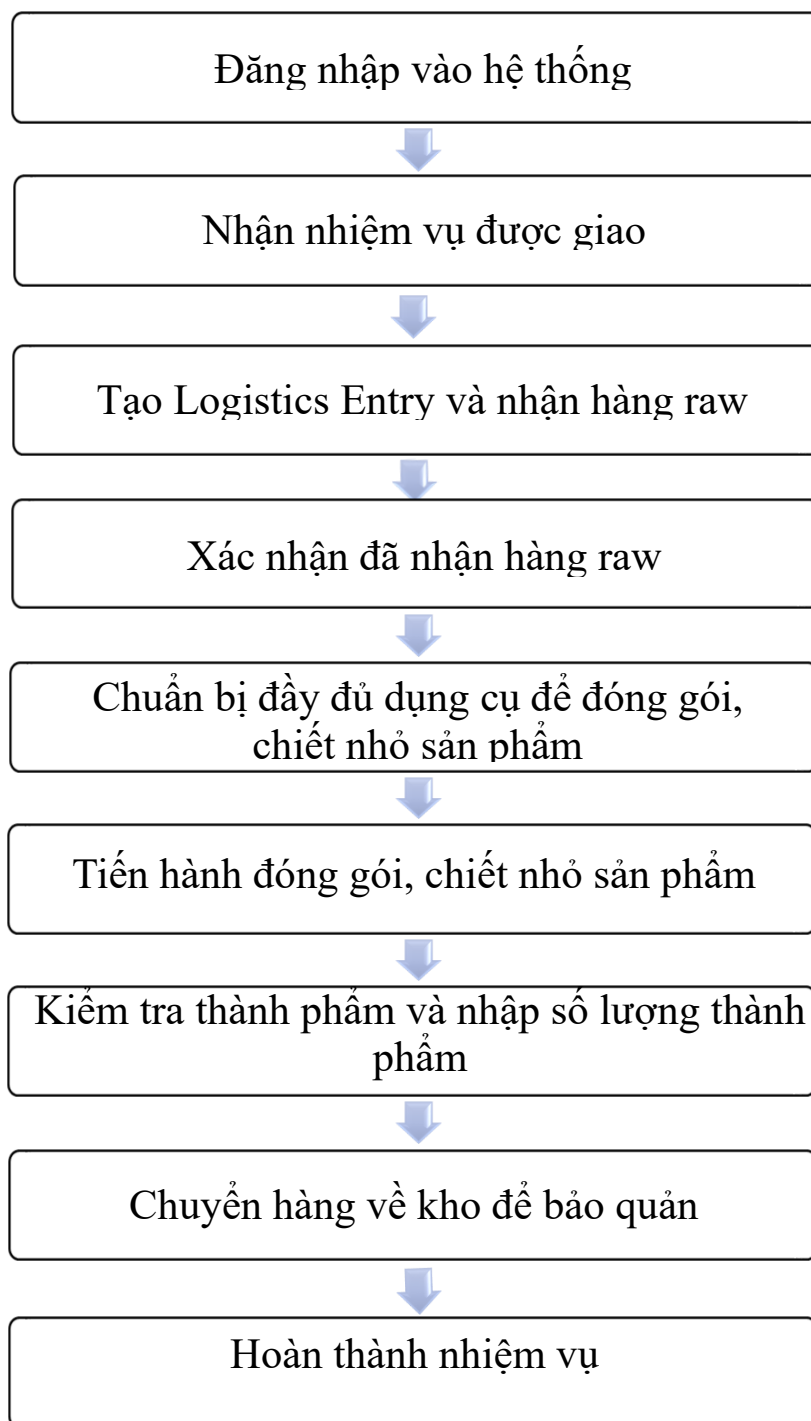 Đăng nhập vào hệ thống
Nhận nhiệm vụ được giao
Tạo Logistics Entry và nhận hàng raw
Xác nhận đã nhận hàng raw
Chuẩn bị đầy đủ dụng cụ để đóng gói,
chiết nhỏ sản phẩm
Tiến hành đóng gói, chiết nhỏ sản phẩm
Kiểm tra thành phẩm và nhập số lượng thành
phẩm
Chuyển hàng về kho để bảo quản
Hoàn thành nhiệm vụ